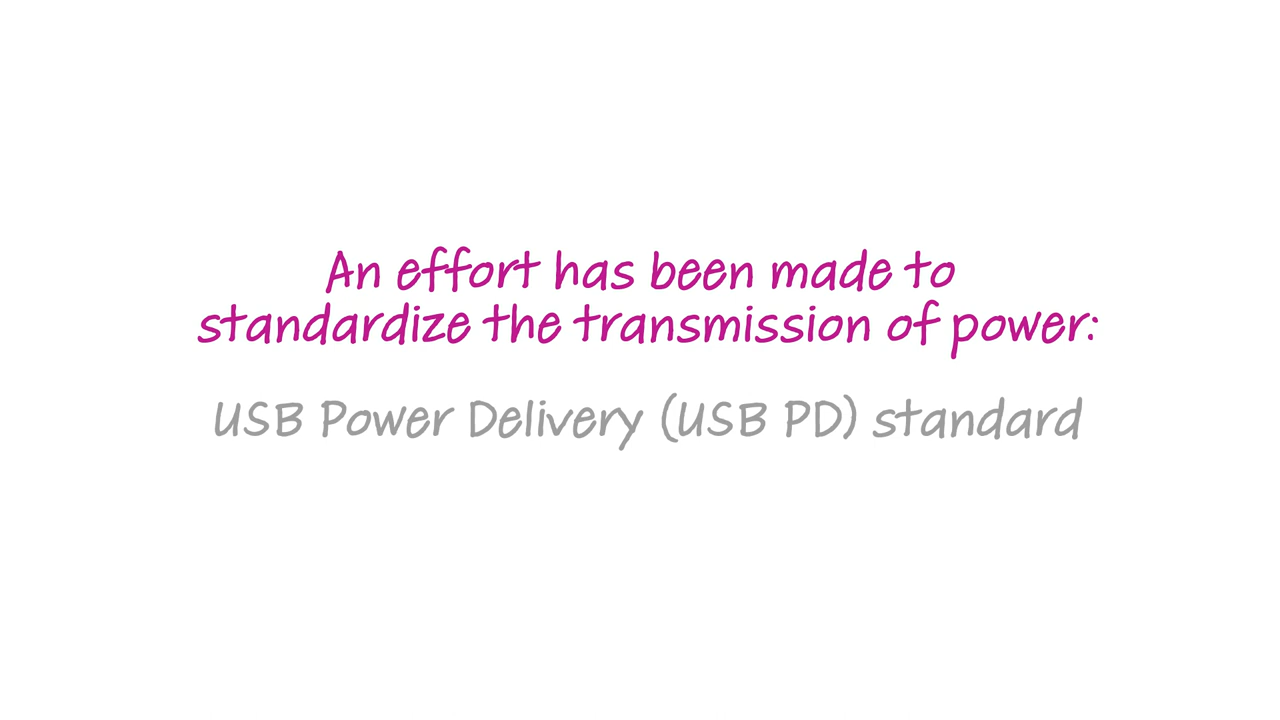 An effort has been made to
standardize the transmission of power:
USB Power Delivery (USB PD) standard